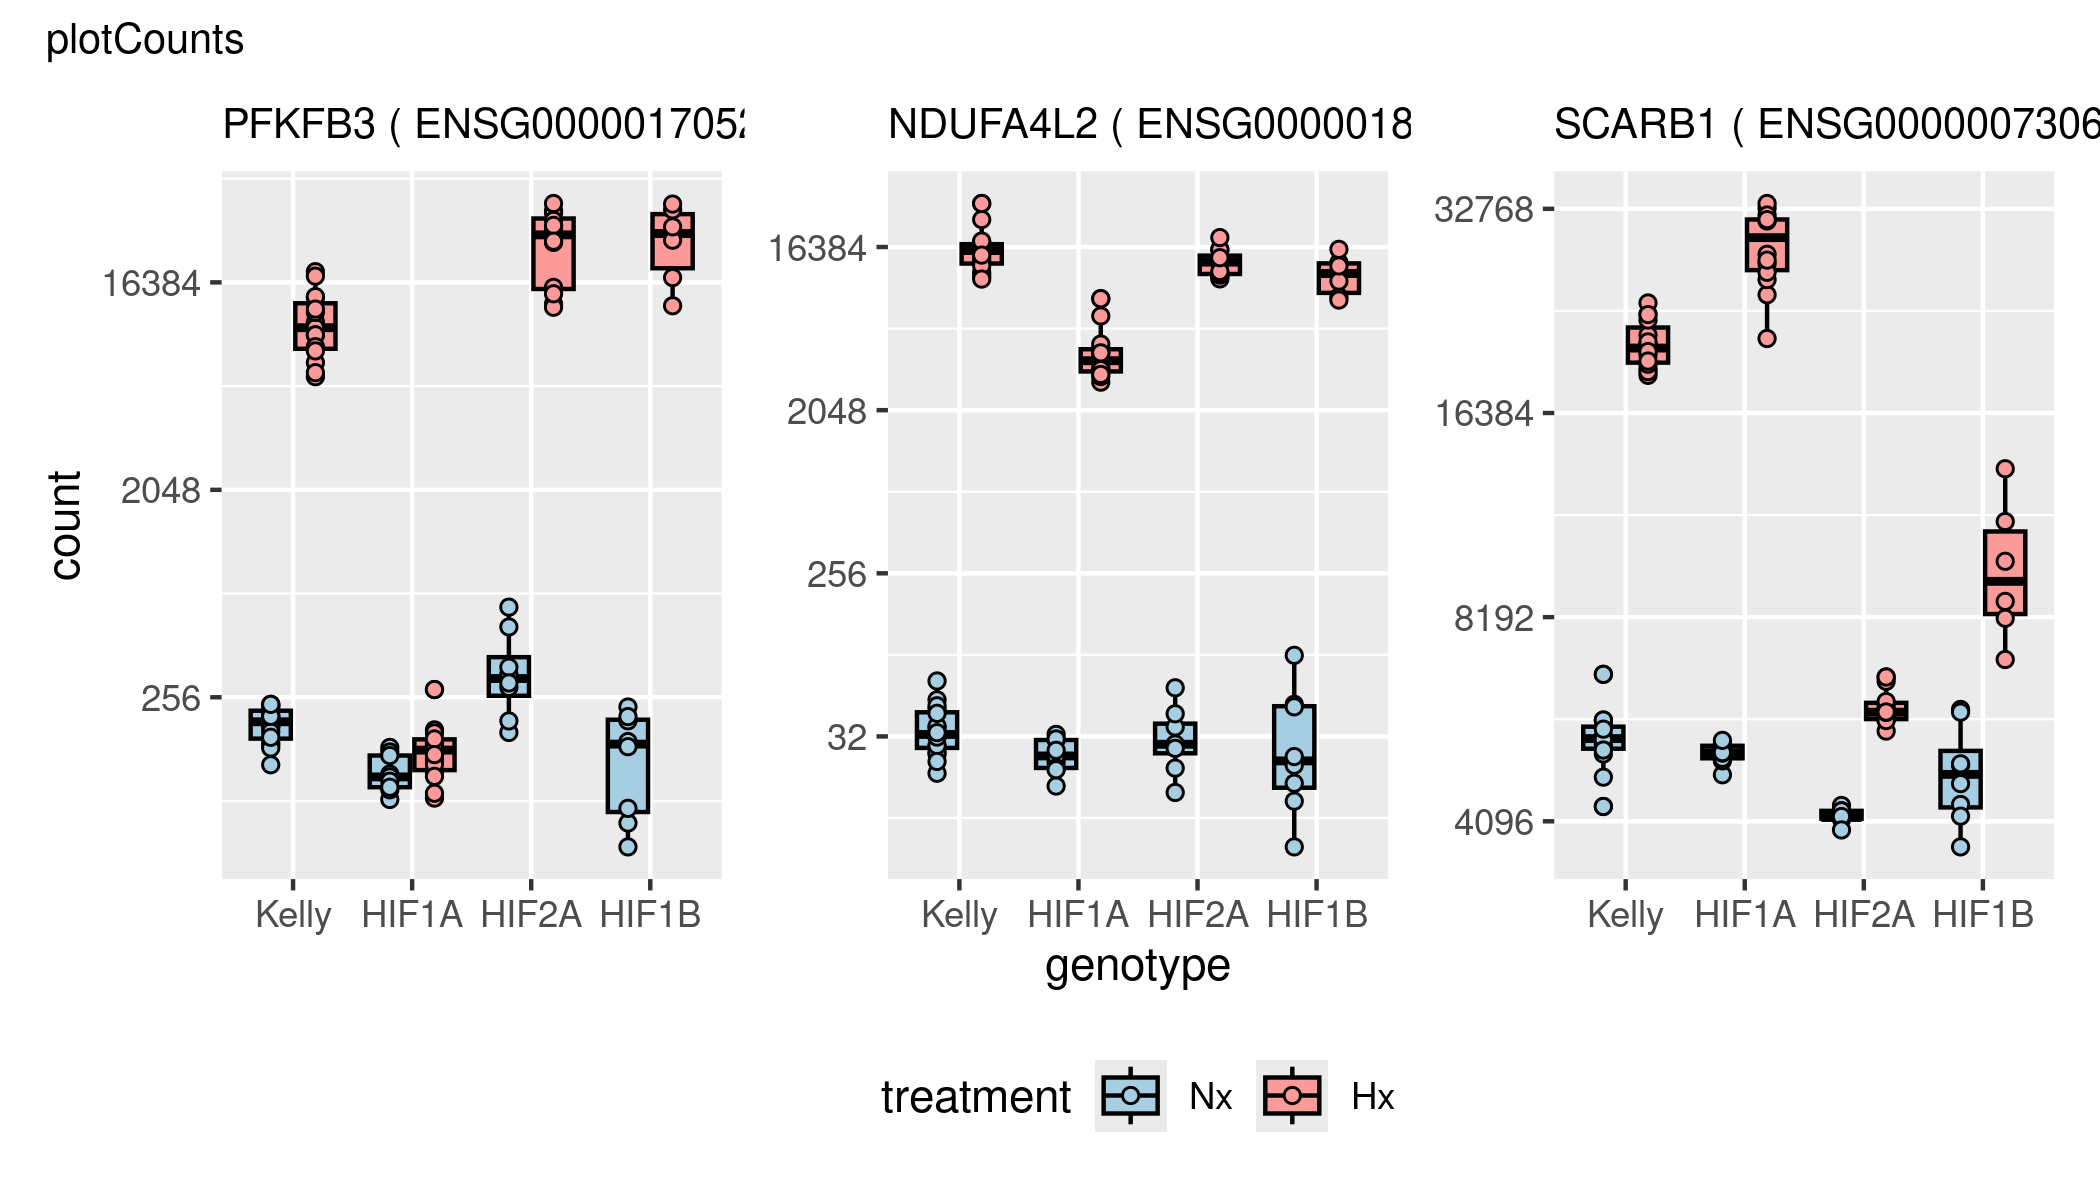 plotCounts
PFKFB3 ( ENSG0000017052
NDUFA4L2 ( ENSG0000018
SCARB1 ( ENSG0000007306
count
16384
2048
256
16384
2048
256
32
32768
16384
8192
4096
Kelly HIF1A HIF2A HIF1B
Kelly HIF1A HIF2A HIF1B
Kelly HIF1A HIF2A HIF1B
genotype
treatment Nx Hx